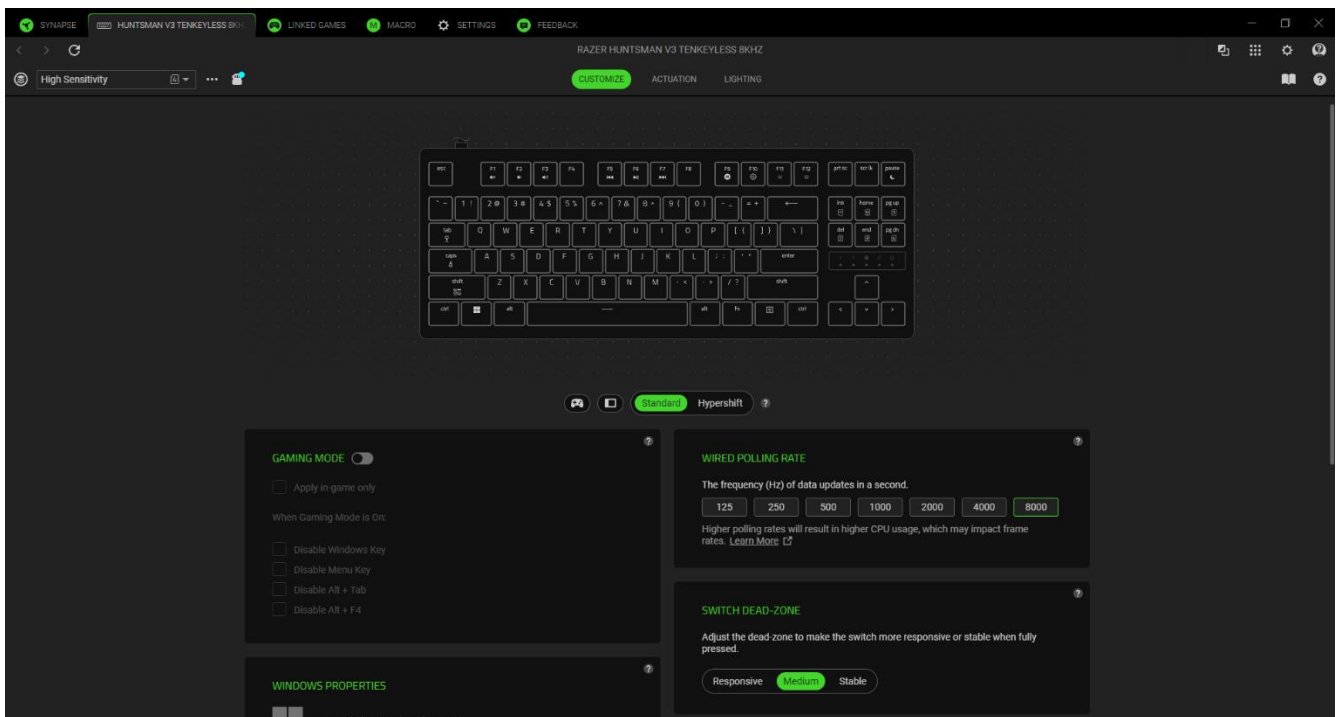 SYNAPSE HUNTSMAN V3 TENKEYLESS 8KH LINKED GAMES MACRO SETTINGS FEEDBACK
RAZER HUNTSMAN V3 TENKEYLESS 8KHZ
High Sensitivity CUSTOMIZE ACTUATION LIGHTING
esc F1 F2 F3 F4 F5 F6 F7 F8 F9 F10 F11 F12 prt sc scr lk pause
` ~ 1 ! 2 @ 3 # 4 $ 5 % 6 ^ 7 & 8 * 9 ( 0 ) - _ = + ins home pg up
tab Q W E R T Y U I O P [ { ] } \ | del end pg dn
caps A S D F G H J K L ; : ' " enter
shift Z X C V B N M , < . > / ? shift
ctrl alt alt fn ctrl
Standard Hypershift ?
GAMING MODE
Apply in-game only
When Gaming Mode is On:
Disable Windows Key
Disable Menu Key
Disable Alt + Tab
Disable Alt + F4
WINDOWS PROPERTIES
WIRED POLLING RATE
The frequency (Hz) of data updates in a second.
125 250 500 1000 2000 4000 8000
Higher polling rates will result in higher CPU usage, which may impact frame
rates. Learn More
SWITCH DEAD-ZONE
Adjust the dead-zone to make the switch more responsive or stable when fully
pressed.
Responsive Medium Stable